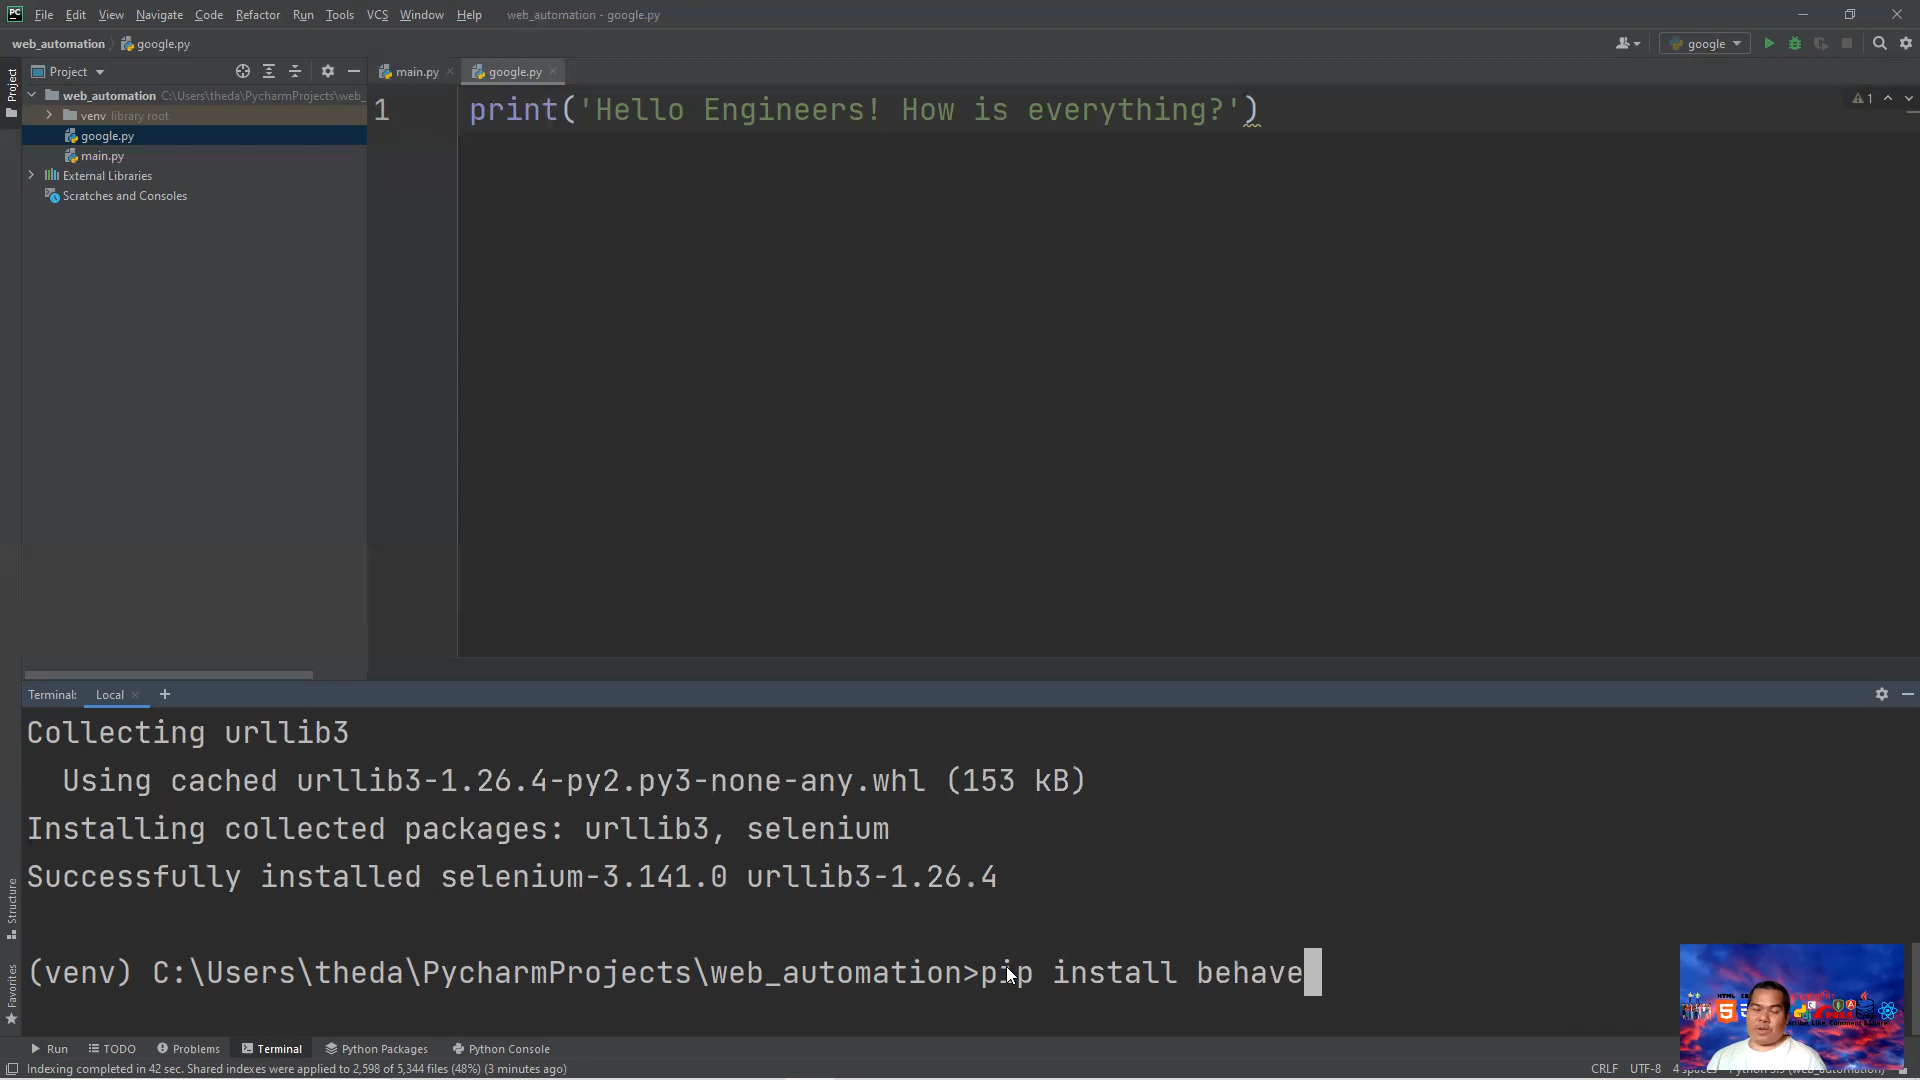 PC File Edit View Navigate Code Refactor Run Tools VCS Window Help web_automation - google.py
web_automation google.py google
Project
Project main.py google.py
web_automation C:\Users\theda\PycharmProjects\web_
venv library root
google.py
main.py
External Libraries
Scratches and Consoles
1 print('Hello Engineers! How is everything?')
1
Terminal: Local
Collecting urllib3
Using cached urllib3-1.26.4-py2.py3-none-any.whl (153 kB)
Installing collected packages: urllib3, selenium
Successfully installed selenium-3.141.0 urllib3-1.26.4
(venv) C:\Users\theda\PycharmProjects\web_automation>pip install behave
Structure
Favorites
Run TODO Problems Terminal Python Packages Python Console
Indexing completed in 42 sec. Shared indexes were applied to 2,598 of 5,344 files (48%) (3 minutes ago) CRLF UTF-8